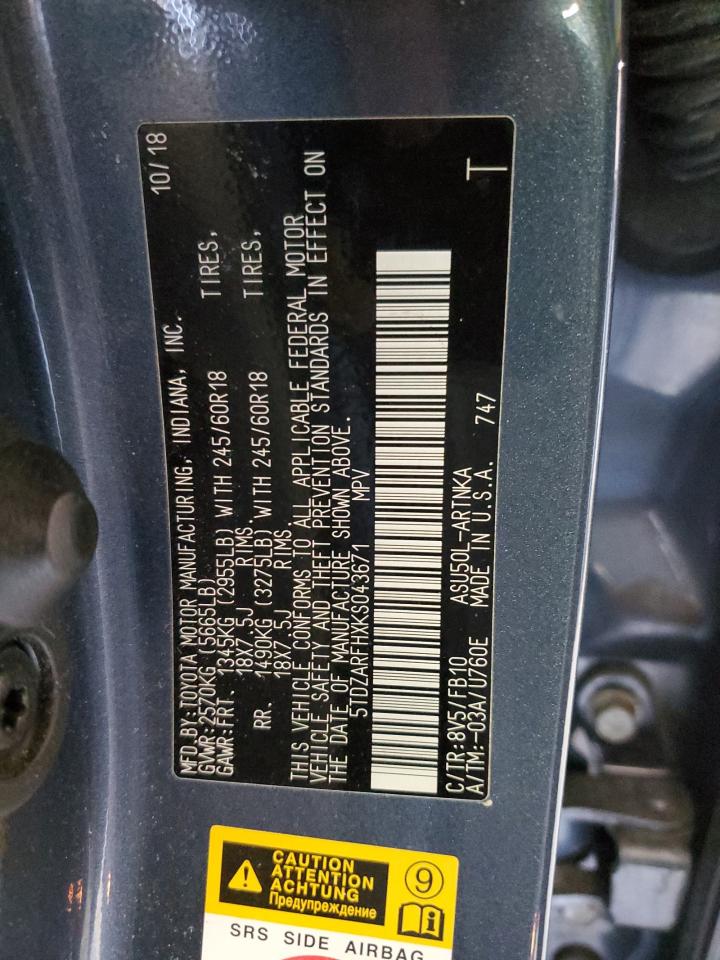 MFD.BY:TOYOTA MOTOR MANUFACTURING, INDIANA, INC. 10/18
GVWR:2570KG (5665LB)
GAWR:FRT. 1345KG (2955LB) WITH 245/60R18 TIRES,
18X7.5J RIMS.
RR. 1490KG (3275LB) WITH 245/60R18 TIRES,
18X7.5J RIMS.
THIS VEHICLE CONFORMS TO ALL APPLICABLE FEDERAL MOTOR
VEHICLE SAFETY AND THEFT PREVENTION STANDARDS IN EFFECT ON
THE DATE OF MANUFACTURE SHOWN ABOVE.
5TDZARFHXKS043671 MPV
C/TR:8V5/FB10 ASU50L-ARTNKA T
A/TM:-03A/U760E MADE IN U.S.A. 747
CAUTION
ATTENTION
ACHTUNG
Предупреждение
9
SRS SIDE AIRBAG